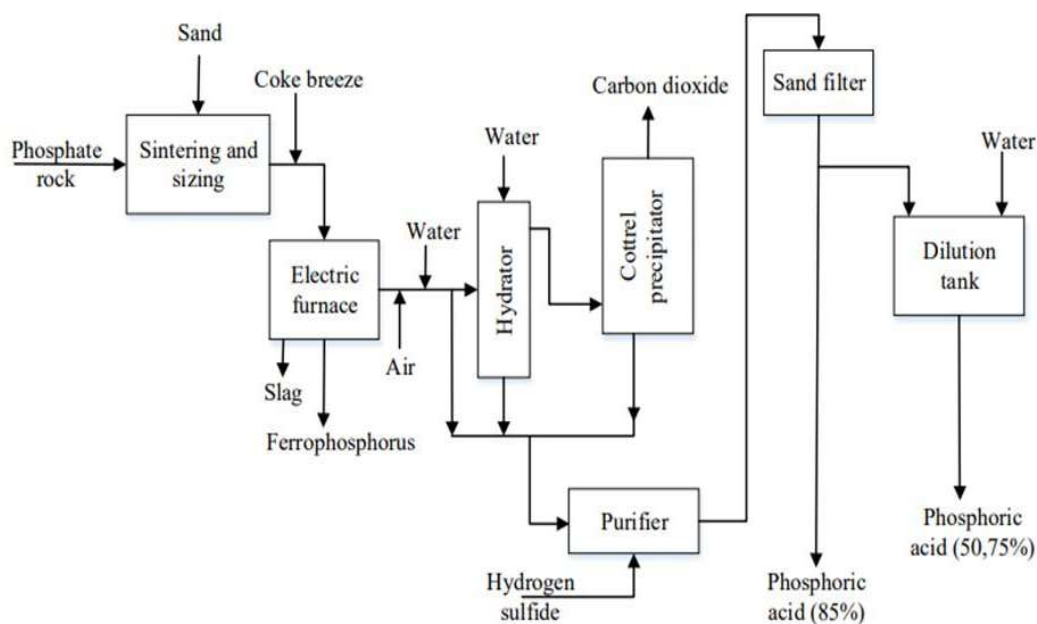 Sand
Coke breeze
Phosphate
rock
Sintering and
sizing
Electric
furnace
Slag
Ferrophosphorus
Air
Water
Water
Hydrator
Carbon dioxide
Cottrel
precipitator
Purifier
Hydrogen
sulfide
Sand filter
Water
Dilution
tank
Phosphoric
acid (85%)
Phosphoric
acid (50,75%)